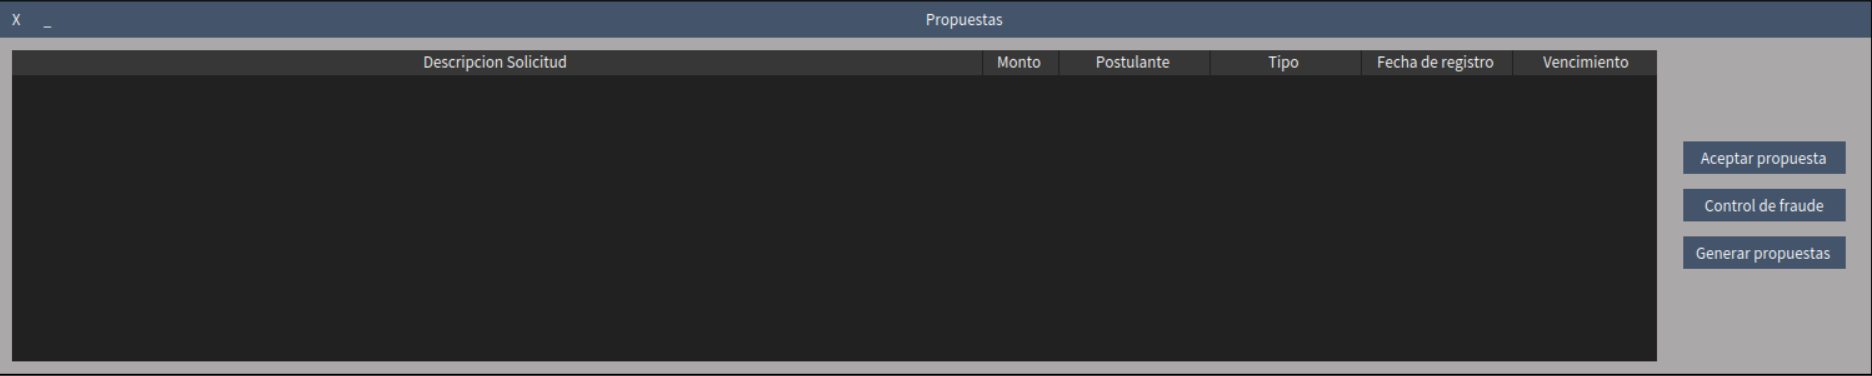 X _ Propuestas
Descripcion Solicitud Monto Postulante Tipo Fecha de registro Vencimiento
Aceptar propuesta
Control de fraude
Generar propuestas